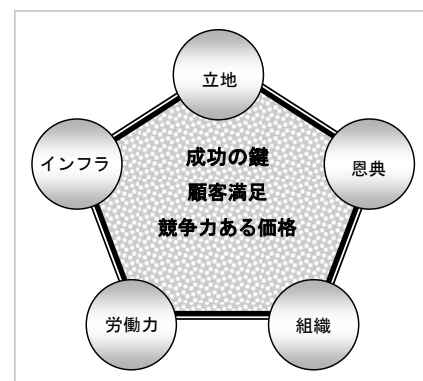 立地
インフラ
成功の鍵
顧客満足
競争力ある価格
恩典
労働力
組織